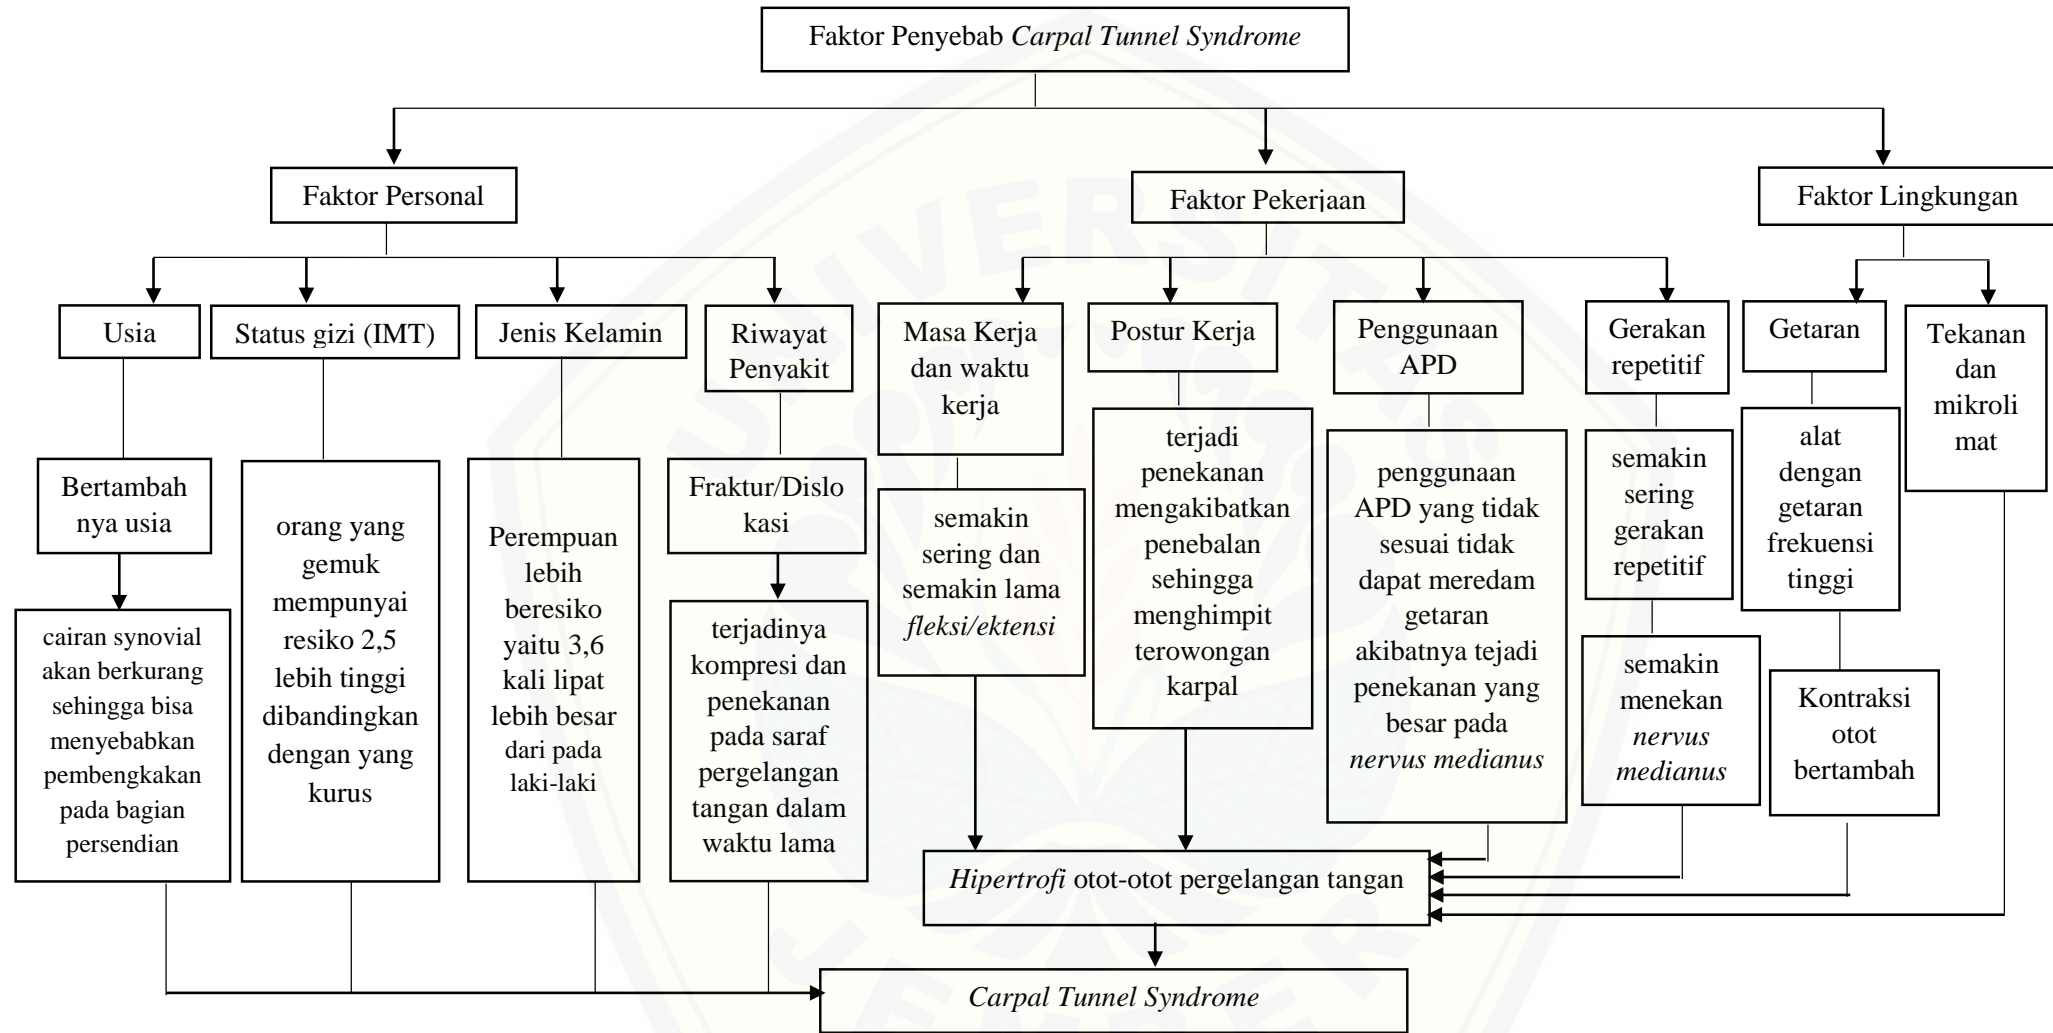 Faktor Penyebab Carpal Tunnel Syndrome
Faktor Personal
Faktor Pekerjaan
Faktor Lingkungan
Usia
Status gizi (IMT)
Jenis Kelamin
Riwayat
Penyakit
Masa Kerja
dan waktu
kerja
Postur Kerja
Penggunaan
APD
Gerakan
repetitif
Getaran
Tekanan
dan
mikroli
mat
Bertambah
nya usia
orang yang
gemuk
mempunyai
resiko 2,5
lebih tinggi
dibandingkan
dengan yang
kurus
Perempuan
lebih
beresiko
yaitu 3,6
kali lipat
lebih besar
dari pada
laki-laki
Fraktur/Dislo
kasi
semakin
sering dan
semakin lama
fleksi/ektensi
terjadi
penekanan
mengakibatkan
penebalan
sehingga
menghimpit
terowongan
karpal
penggunaan
APD yang tidak
sesuai tidak
dapat meredam
getaran
akibatnya tejadi
penekanan yang
besar pada
nervus medianus
semakin
sering
gerakan
repetitif
alat
dengan
getaran
frekuensi
tinggi
cairan synovial
akan berkurang
sehingga bisa
menyebabkan
pembengkakan
pada bagian
persendian
terjadinya
kompresi dan
penekanan
pada saraf
pergelangan
tangan dalam
waktu lama
semakin
menekan
nervus
medianus
Kontraksi
otot
bertambah
Hipertrofi otot-otot pergelangan tangan
Carpal Tunnel Syndrome
UNIVERSITAS
JEMBER